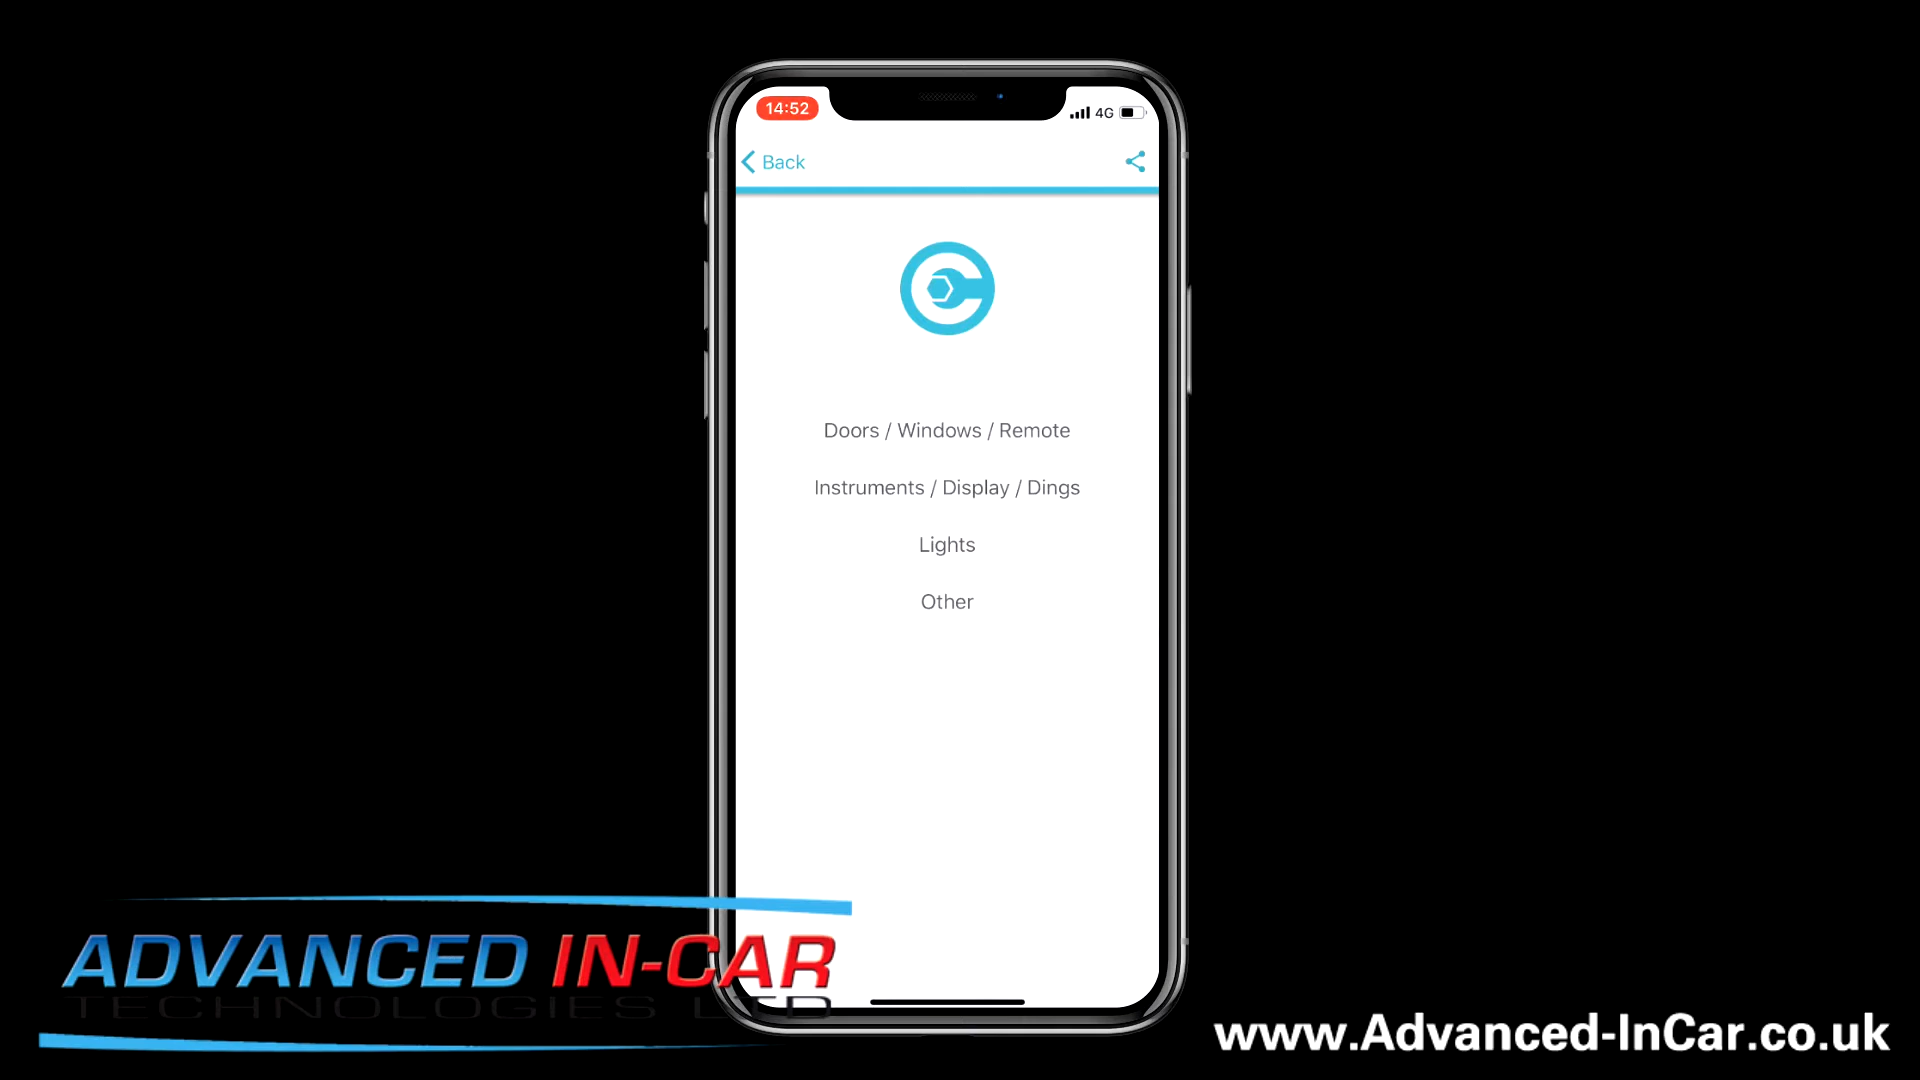 14:52
4G
Back
Doors / Windows / Remote
Instruments / Display / Dings
Lights
Other
ADVANCED IN-CAR
TECHNOLOGIES LTD
www.Advanced-InCar.co.uk